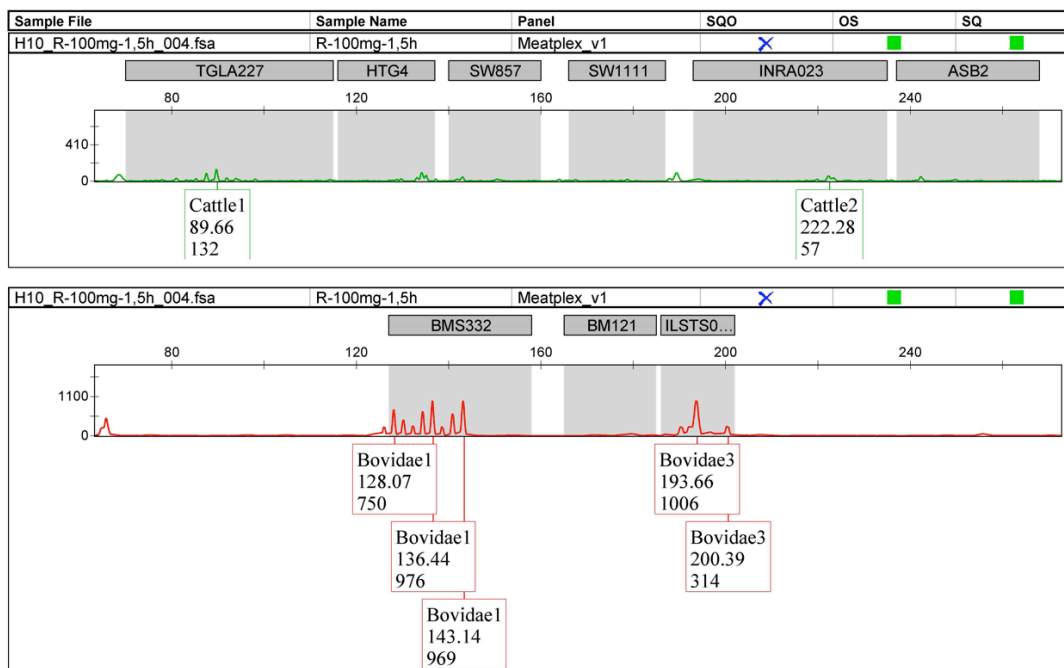 Sample File Sample Name Panel SQO OS SQ
H10_R-100mg-1,5h_004.fsa R-100mg-1,5h Meatplex_v1
TGLA227 HTG4 SW857 SW1111 INRA023 ASB2
80 120 160 200 240
410
0
Cattle1
89.66
132
Cattle2
222.28
57
H10_R-100mg-1,5h_004.fsa R-100mg-1,5h Meatplex_v1
BMS332 BM121 ILSTS0...
80 120 160 200 240
1100
0
Bovidae1
128.07
750
Bovidae3
193.66
1006
Bovidae1
136.44
976
Bovidae3
200.39
314
Bovidae1
143.14
969